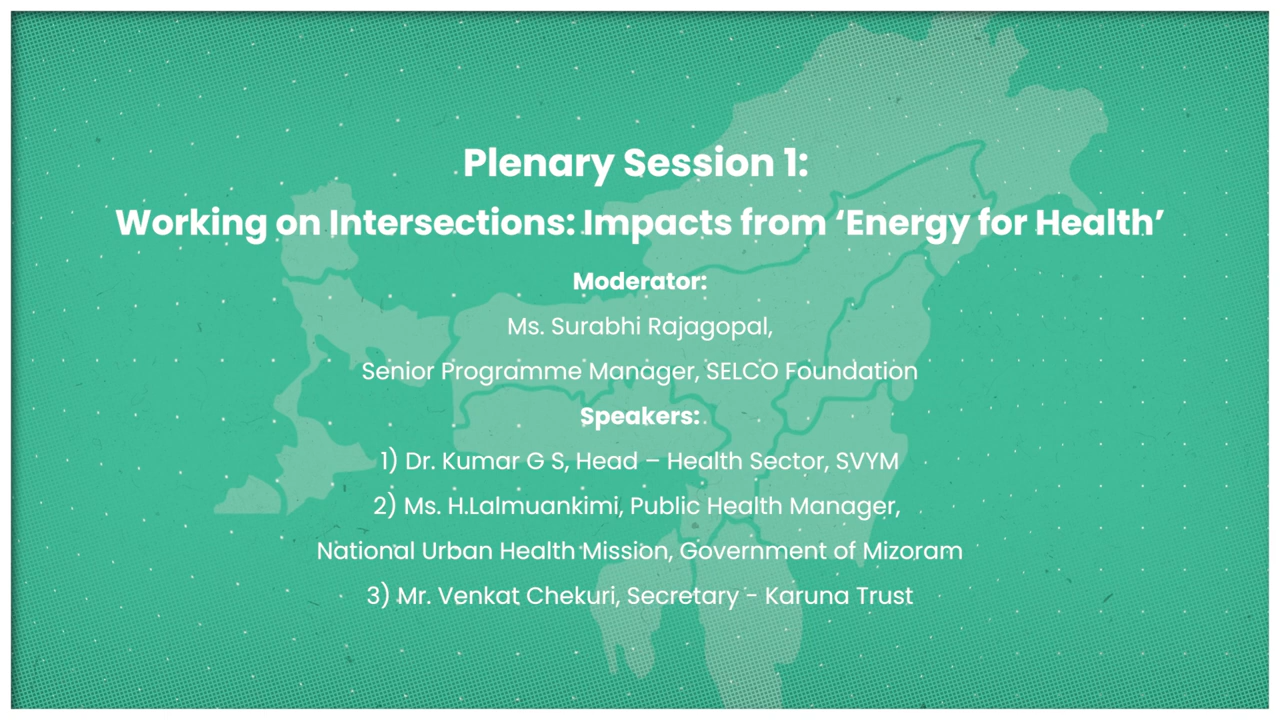 Plenary Session 1:
Working on Intersections: Impacts from ‘Energy for Health’
Moderator:
Ms. Surabhi Rajagopal,
Senior Programme Manager, SELCO Foundation
Speakers:
1) Dr. Kumar G S, Head – Health Sector, SVYM
2) Ms. H.Lalmuankimi, Public Health Manager,
National Urban Health Mission, Government of Mizoram
3) Mr. Venkat Chekuri, Secretary - Karuna Trust